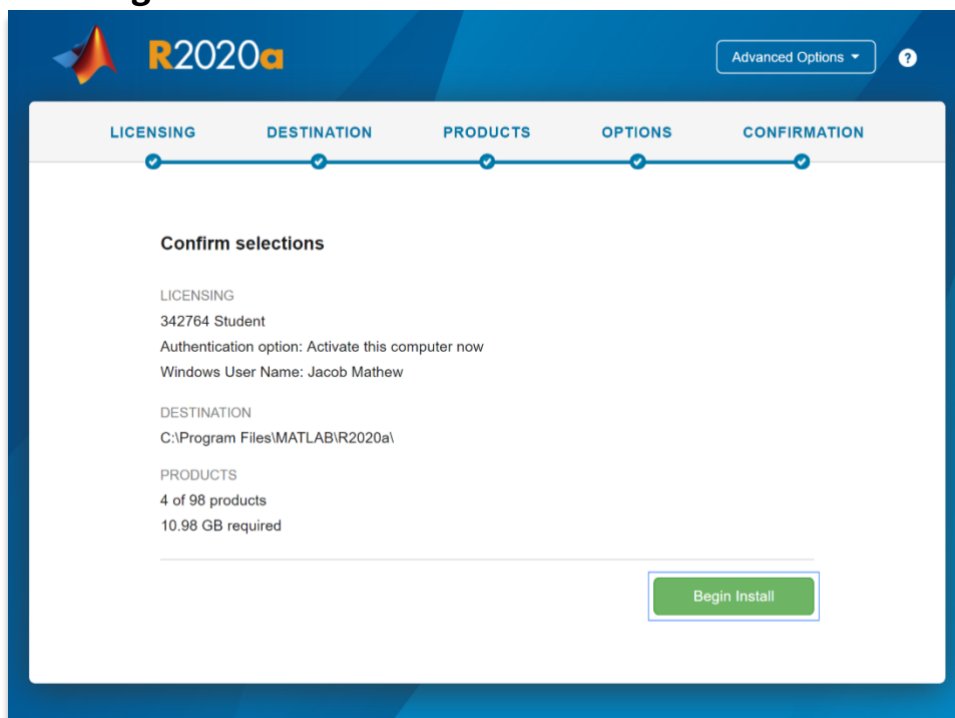 R2020a
Advanced Options
?
LICENSING DESTINATION PRODUCTS OPTIONS CONFIRMATION
Confirm selections
LICENSING
342764 Student
Authentication option: Activate this computer now
Windows User Name: Jacob Mathew
DESTINATION
C:\Program Files\MATLAB\R2020a\
PRODUCTS
4 of 98 products
10.98 GB required
Begin Install